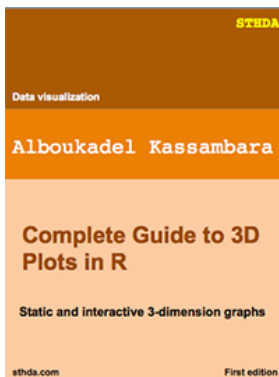 STHDA
Data visualization
Alboukadel Kassambara
Complete Guide to 3D
Plots in R
Static and interactive 3-dimension graphs
sthda.com First edition